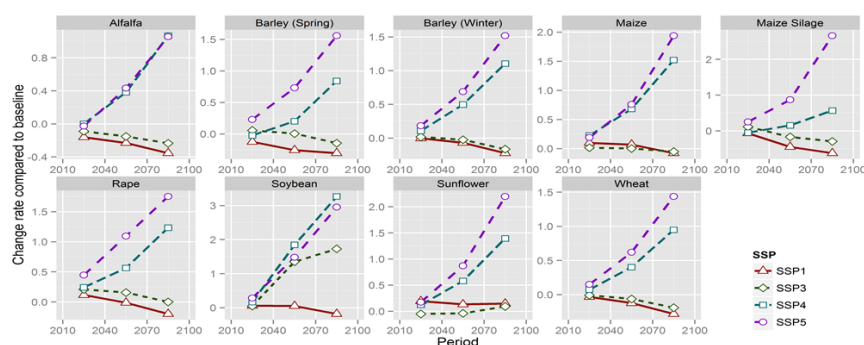 Alfalfa
Barley (Spring)
Barley (Winter)
Maize
Maize Silage
0.8
0.4
0.0
-0.4
1.5
1.0
0.5
0.0
1.5
1.0
0.5
0.0
2.0
1.5
1.0
0.5
0.0
2
1
0
2010 2040 2070 2100
2010 2040 2070 2100
2010 2040 2070 2100
2010 2040 2070 2100
2010 2040 2070 2100
Change rate compared to baseline
Rape
Soybean
Sunflower
Wheat
1.5
1.0
0.5
0.0
3
2
1
0
2.0
1.5
1.0
0.5
0.0
1.5
1.0
0.5
0.0
2010 2040 2070 2100
2010 2040 2070 2100
2010 2040 2070 2100
2010 2040 2070 2100
Period
SSP
SSP1
SSP3
SSP4
SSP5